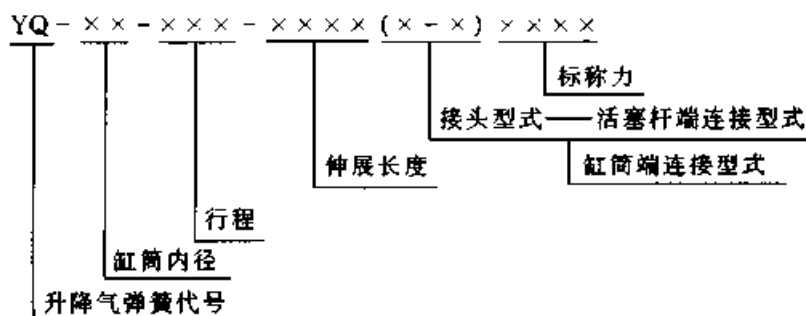 YQ-××-×××-××××(×-×)××××
标称力
接头型式——活塞杆端连接型式
缸筒端连接型式
伸展长度
行程
缸筒内径
升降气弹簧代号